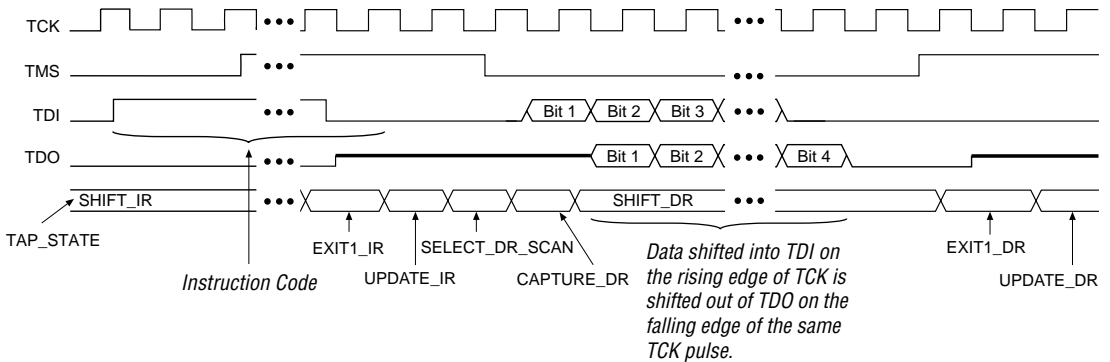 TCK
TMS
TDI
Bit 1 Bit 2 Bit 3
TDO
Bit 1 Bit 2 Bit 4
SHIFT_IR SHIFT_DR
TAP_STATE
EXIT1_IR SELECT_DR_SCAN EXIT1_DR
Instruction Code
UPDATE_IR CAPTURE_DR UPDATE_DR
Data shifted into TDI on
the rising edge of TCK is
shifted out of TDO on the
falling edge of the same
TCK pulse.